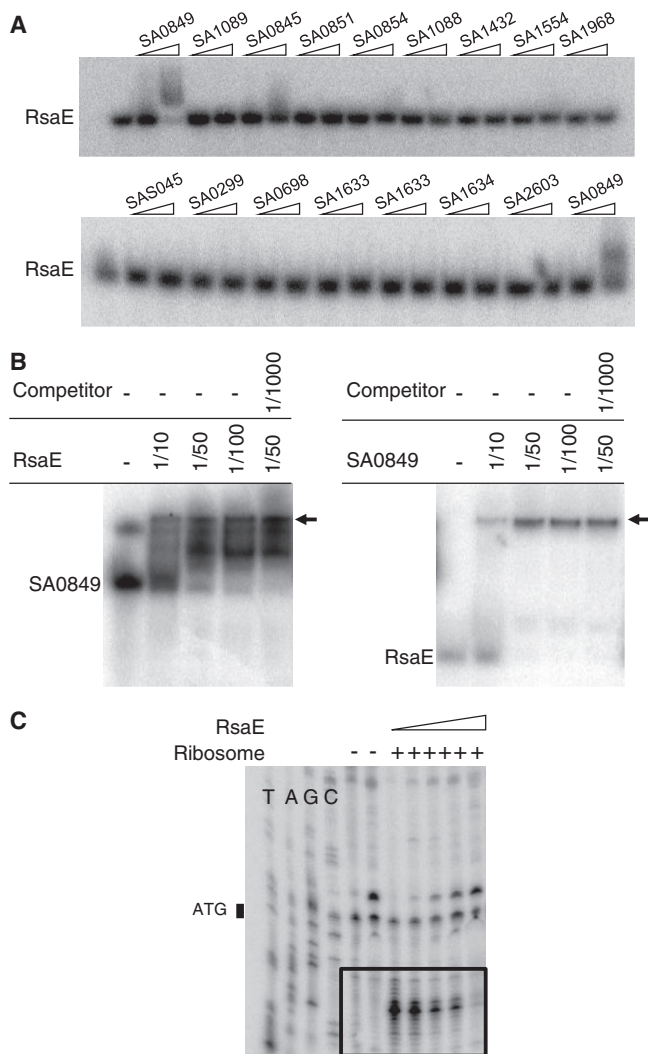 A
SA0849 SA1089 SA0845 SA0851 SA0854 SA1088 SA1432 SA1554 SA1968
RsaE
SAS045 SA0299 SA0698 SA1633 SA1633 SA1634 SA2603 SA0849
RsaE
B
Competitor - - - - 1/1000
RsaE - 1/10 1/50 1/100 1/50
SA0849
Competitor - - - - 1/1000
SA0849 - 1/10 1/50 1/100 1/50
RsaE
C
RsaE
Ribosome - - + + + + +
T A G C
ATG